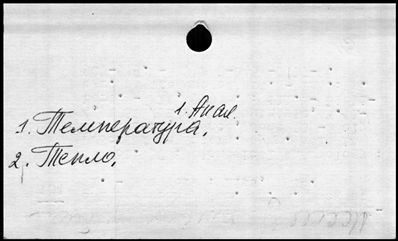 1. Температура,
1. Анал
2. Тепло,